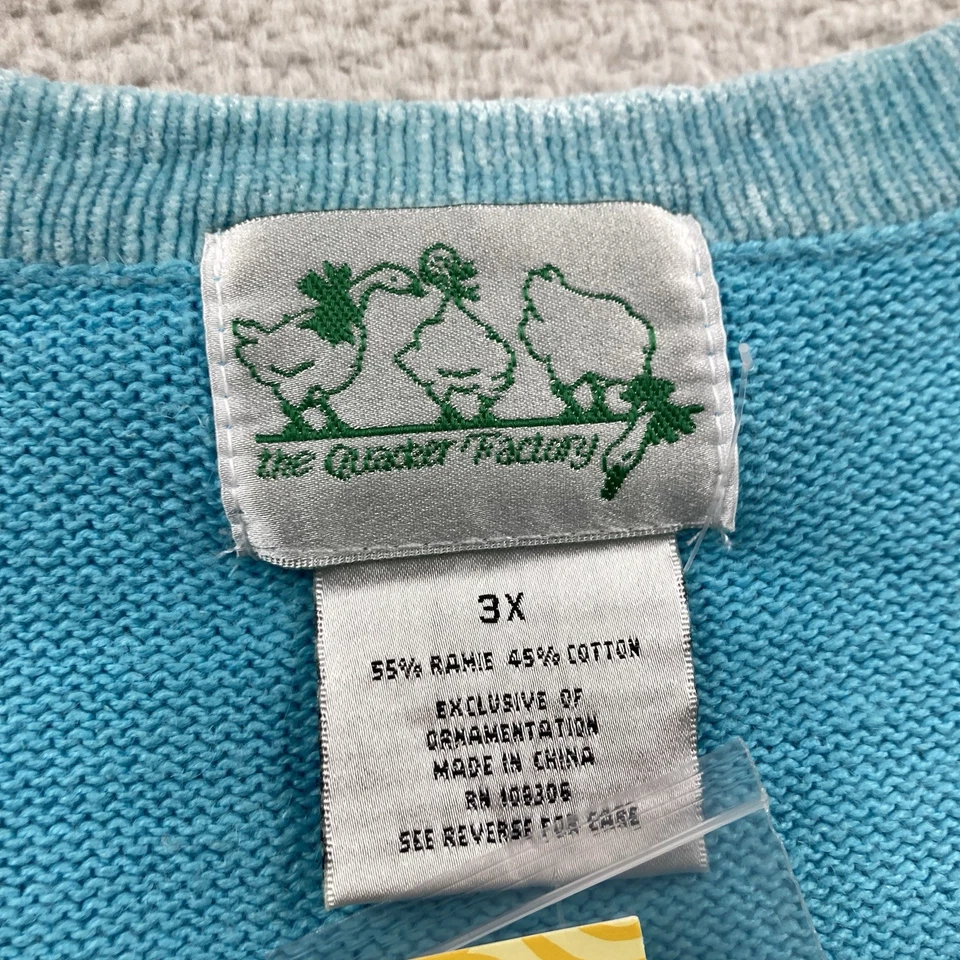 the Quacker Factory
3X
55% RAMIE 45% COTTON
EXCLUSIVE OF
ORNAMENTATION
MADE IN CHINA
RN 108306
SEE REVERSE FOR CARE